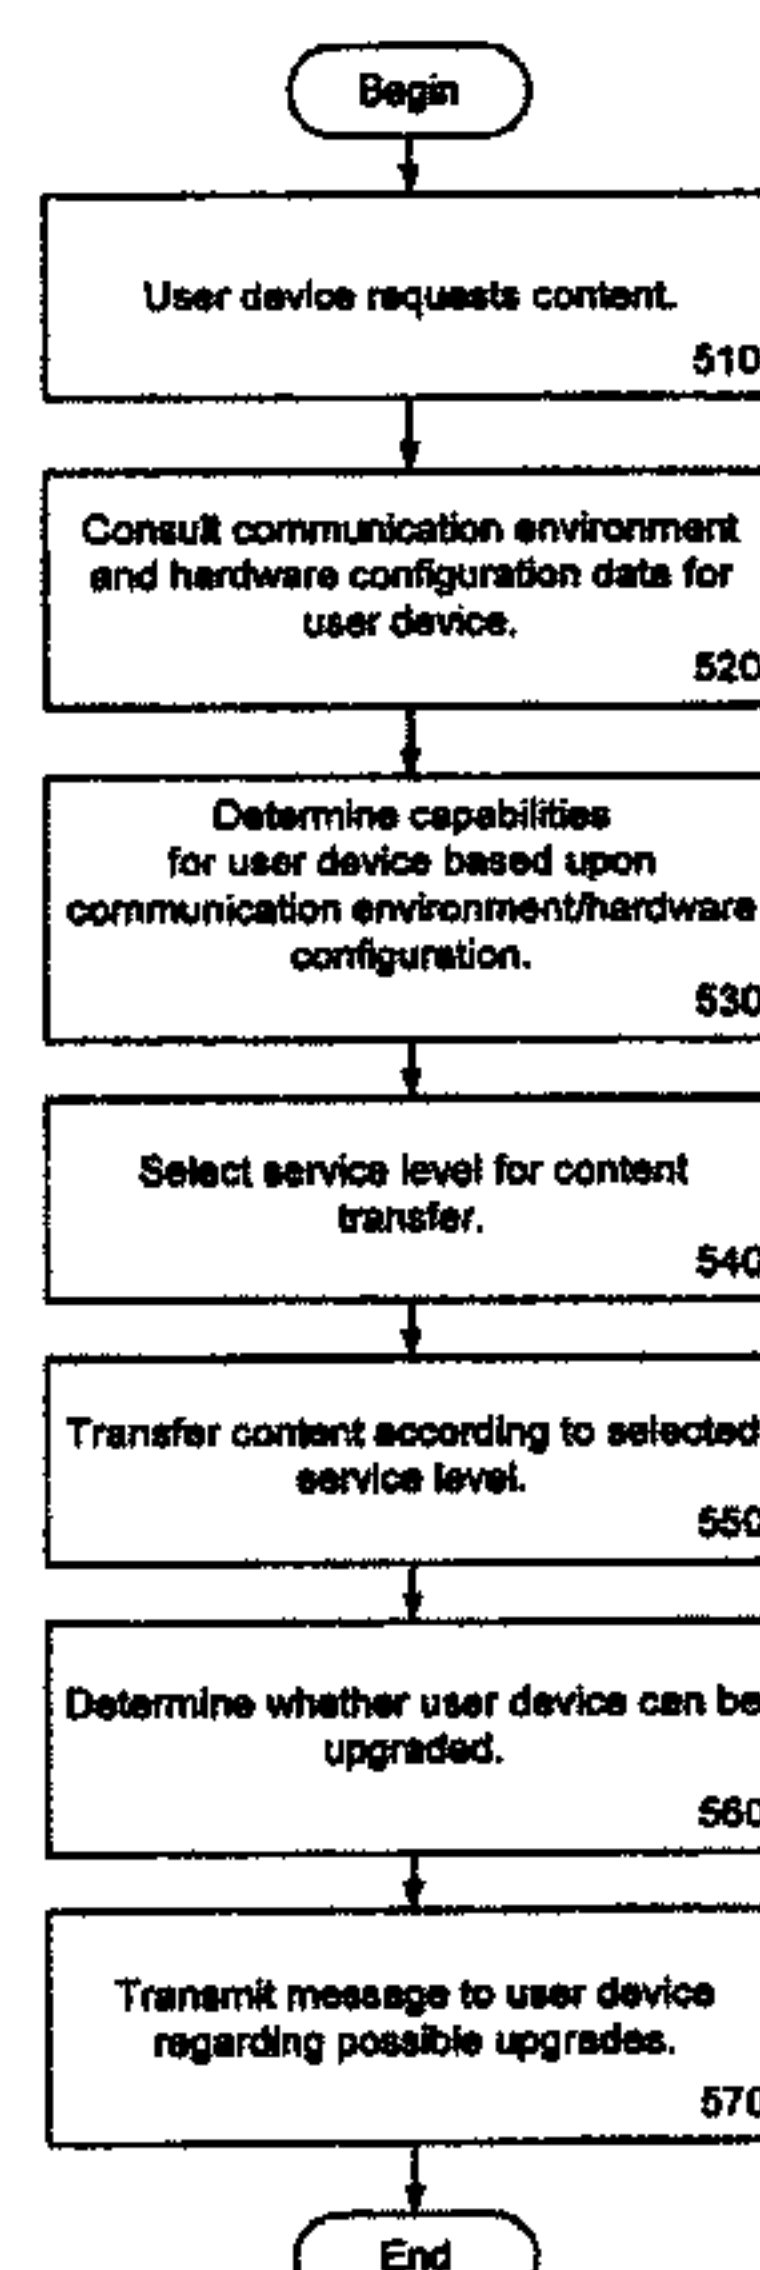 Begin
User device requests content.
510
Consult communication environment
and hardware configuration data for
user device.
520
Determine capabilities
for user device based upon
communication environment/hardware
configuration.
530
Select service level for content
transfer.
540
Transfer content according to selected
service level.
550
Determine whether user device can be
upgraded.
560
Transmit message to user device
regarding possible upgrades.
570
End